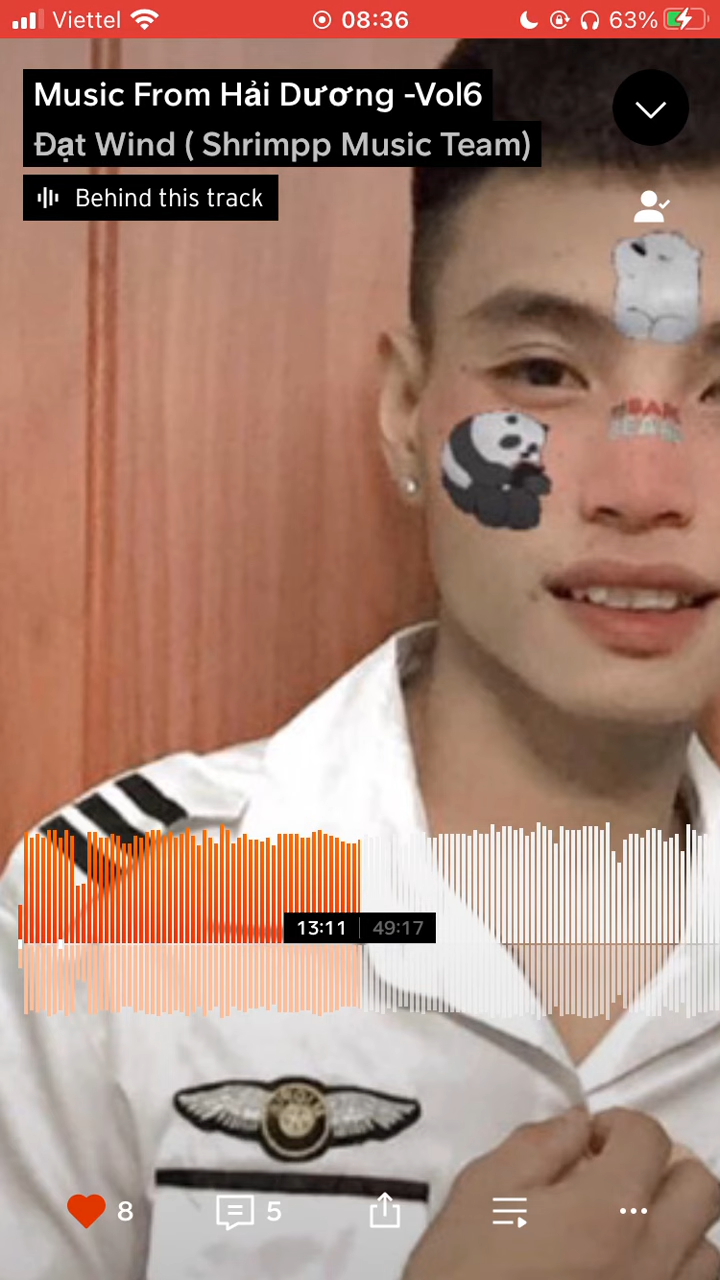 Viettel 08:36 63%
Music From Hải Dương -Vol6
Đạt Wind ( Shrimpp Music Team)
Behind this track
13:11 49:17
8 5